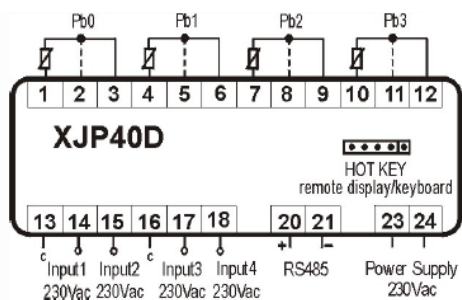 Pb0 Pb1 Pb2 Pb3
1 2 3 4 5 6 7 8 9 10 11 12
XJP40D
HOT KEY
remote display/keyboard
13 14 15 16 17 18 20 21 23 24
c c + −
Input1 Input2 Input3 Input4 RS485 Power Supply
230Vac 230Vac 230Vac 230Vac 230Vac